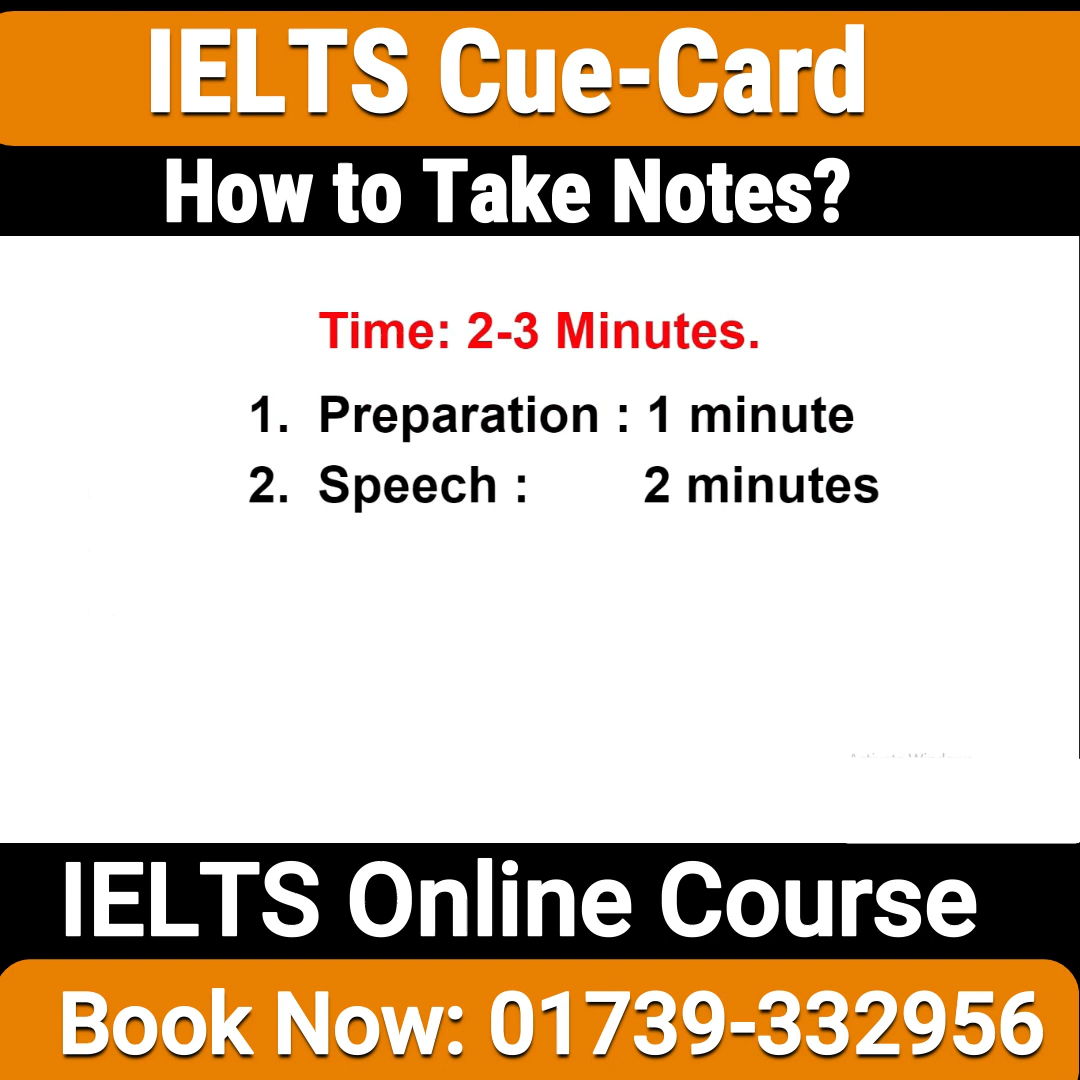 IELTS Cue-Card
How to Take Notes?
Time: 2-3 Minutes.
1. Preparation : 1 minute
2. Speech : 2 minutes
IELTS Online Course
Book Now: 01739-332956